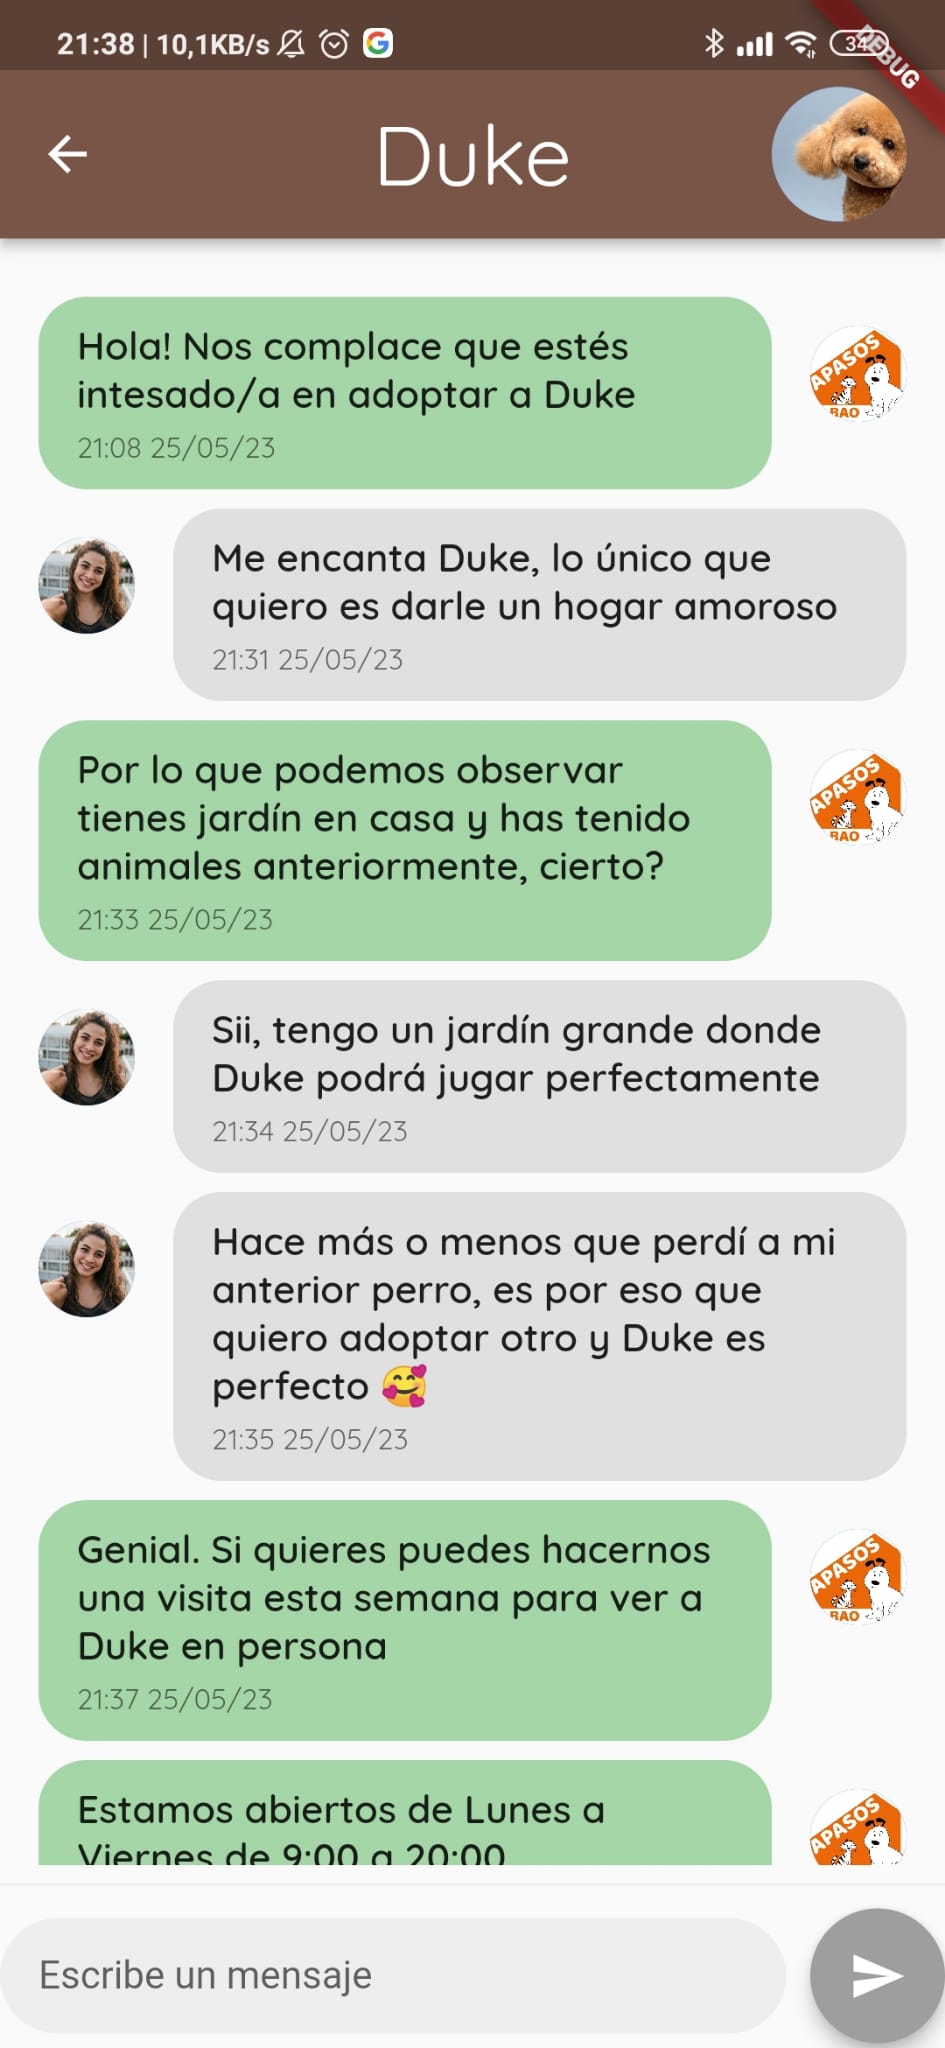 21:38 | 10,1KB/s
34
DEBUG
Duke
Hola! Nos complace que estés
intesado/a en adoptar a Duke
21:08 25/05/23
APASOS
BAO
Me encanta Duke, lo único que
quiero es darle un hogar amoroso
21:31 25/05/23
Por lo que podemos observar
tienes jardín en casa y has tenido
animales anteriormente, cierto?
21:33 25/05/23
APASOS
BAO
Sii, tengo un jardín grande donde
Duke podrá jugar perfectamente
21:34 25/05/23
Hace más o menos que perdí a mi
anterior perro, es por eso que
quiero adoptar otro y Duke es
perfecto 🥰
21:35 25/05/23
Genial. Si quieres puedes hacernos
una visita esta semana para ver a
Duke en persona
21:37 25/05/23
APASOS
BAO
Estamos abiertos de Lunes a
Viernes de 9:00 a 20:00
APASOS
Escribe un mensaje